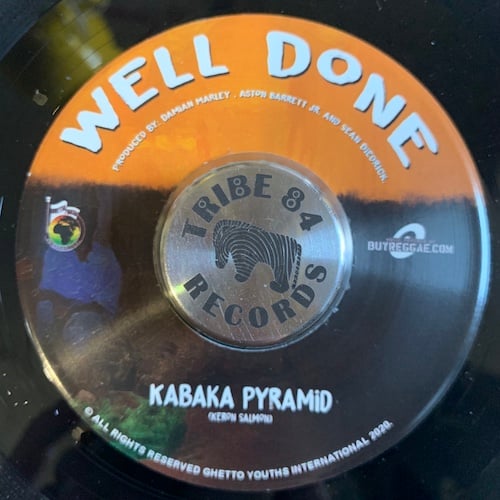 WELL DONE
PRODUCED BY: DAMIAN MARLEY . ASTON BARRETT JR. AND SEAN DIEDRICK.
TRIBE 84
RECORDS
BUYREGGAE.COM
KABAKA PYRAMID
(KERON SALMON)
© ALL RIGHTS RESERVED GHETTO YOUTHS INTERNATIONAL 2020.